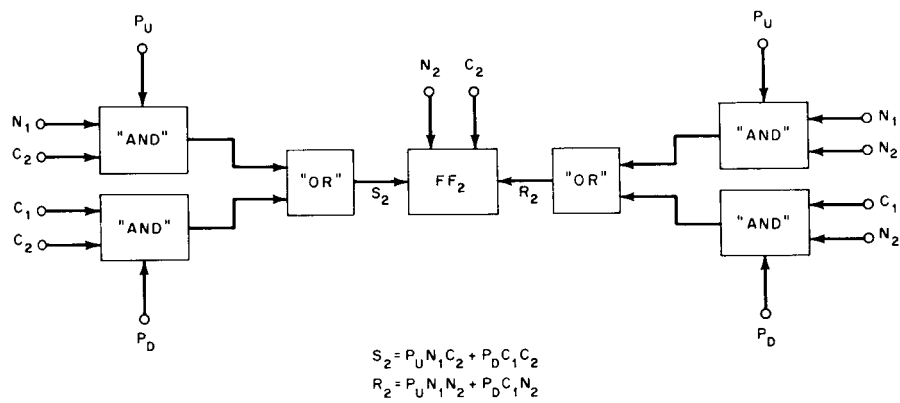 P_U P_U
N_2 C_2
N_1 "AND" "AND" N_1
C_2 N_2
"OR" S_2 FF_2 R_2 "OR"
C_1 "AND" "AND" C_1
C_2 N_2
P_D P_D
S_2 = P_U N_1 C_2 + P_D C_1 C_2
R_2 = P_U N_1 N_2 + P_D C_1 N_2